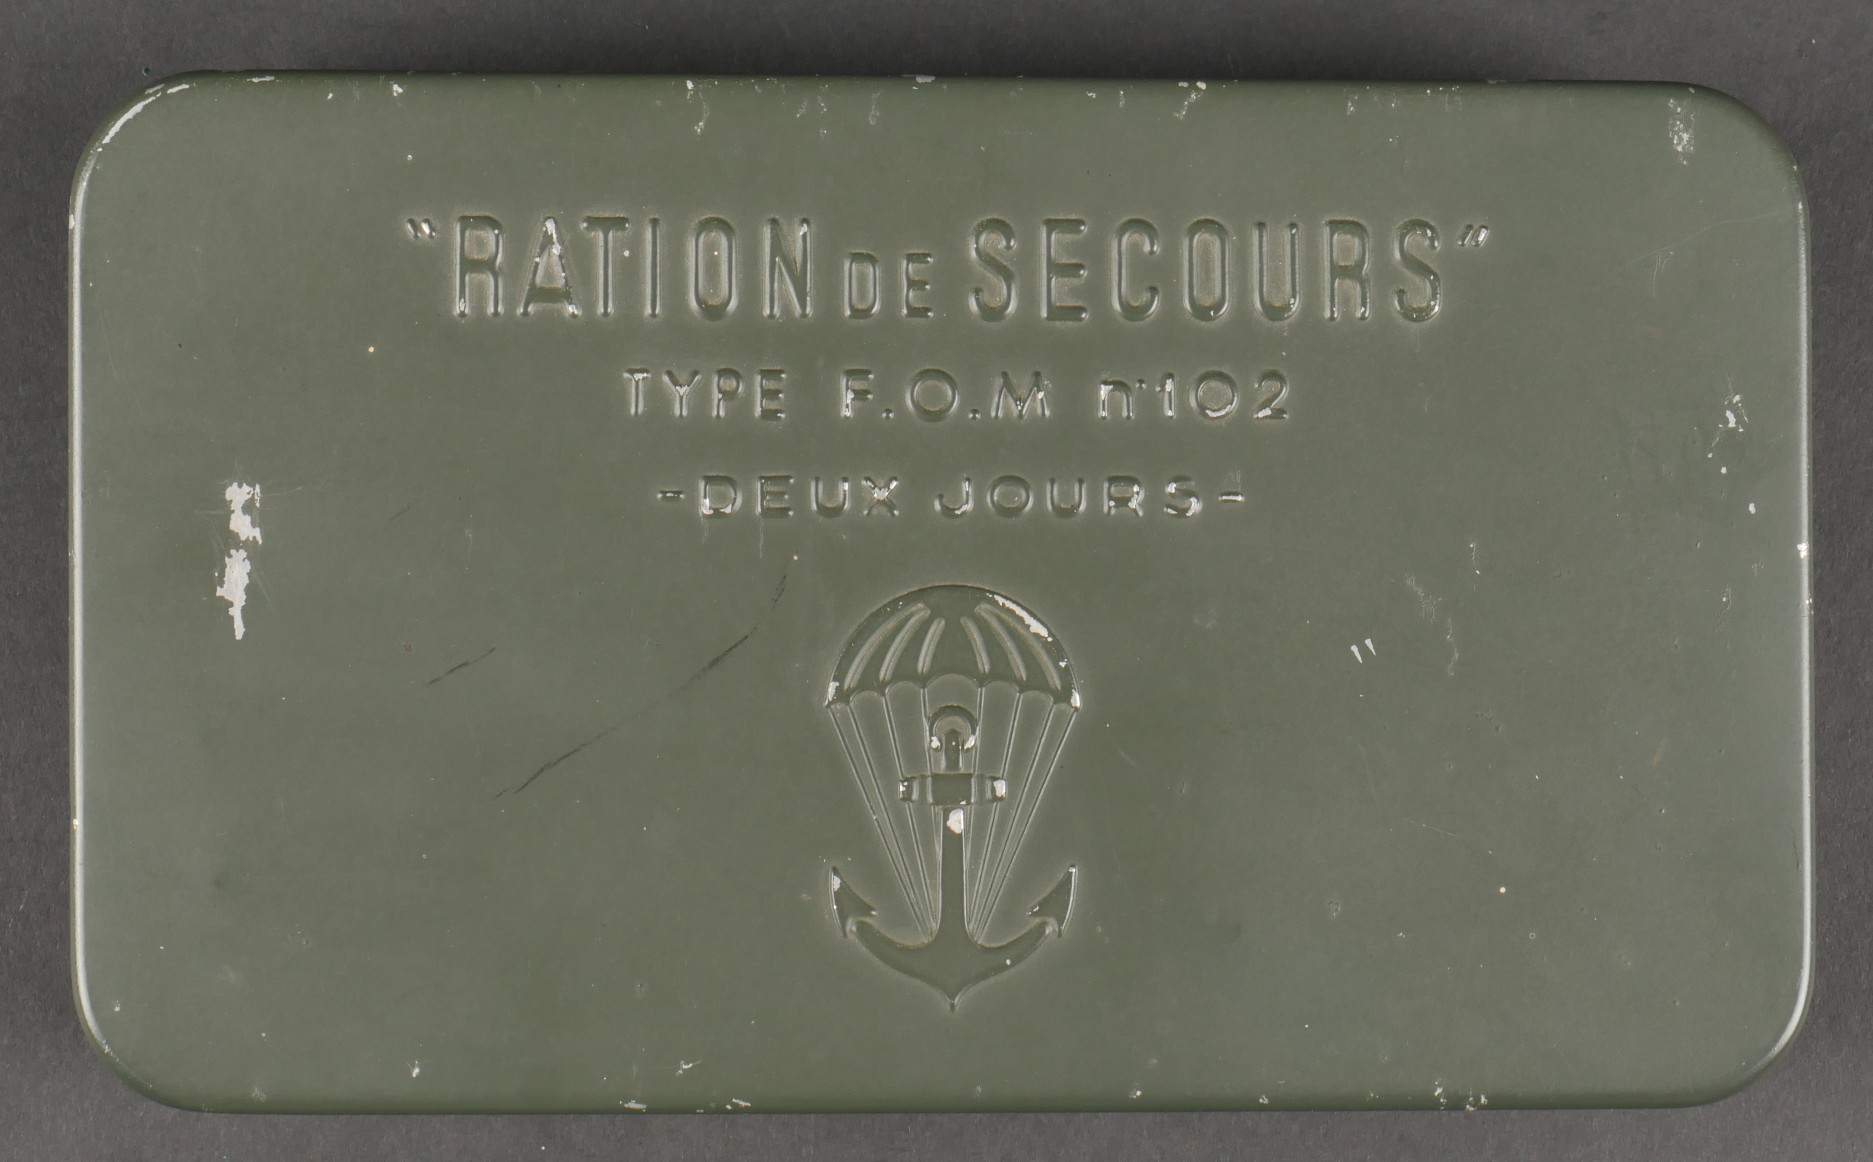 "RATION DE SECOURS"
TYPE F.O.M n°102
-DEUX JOURS-